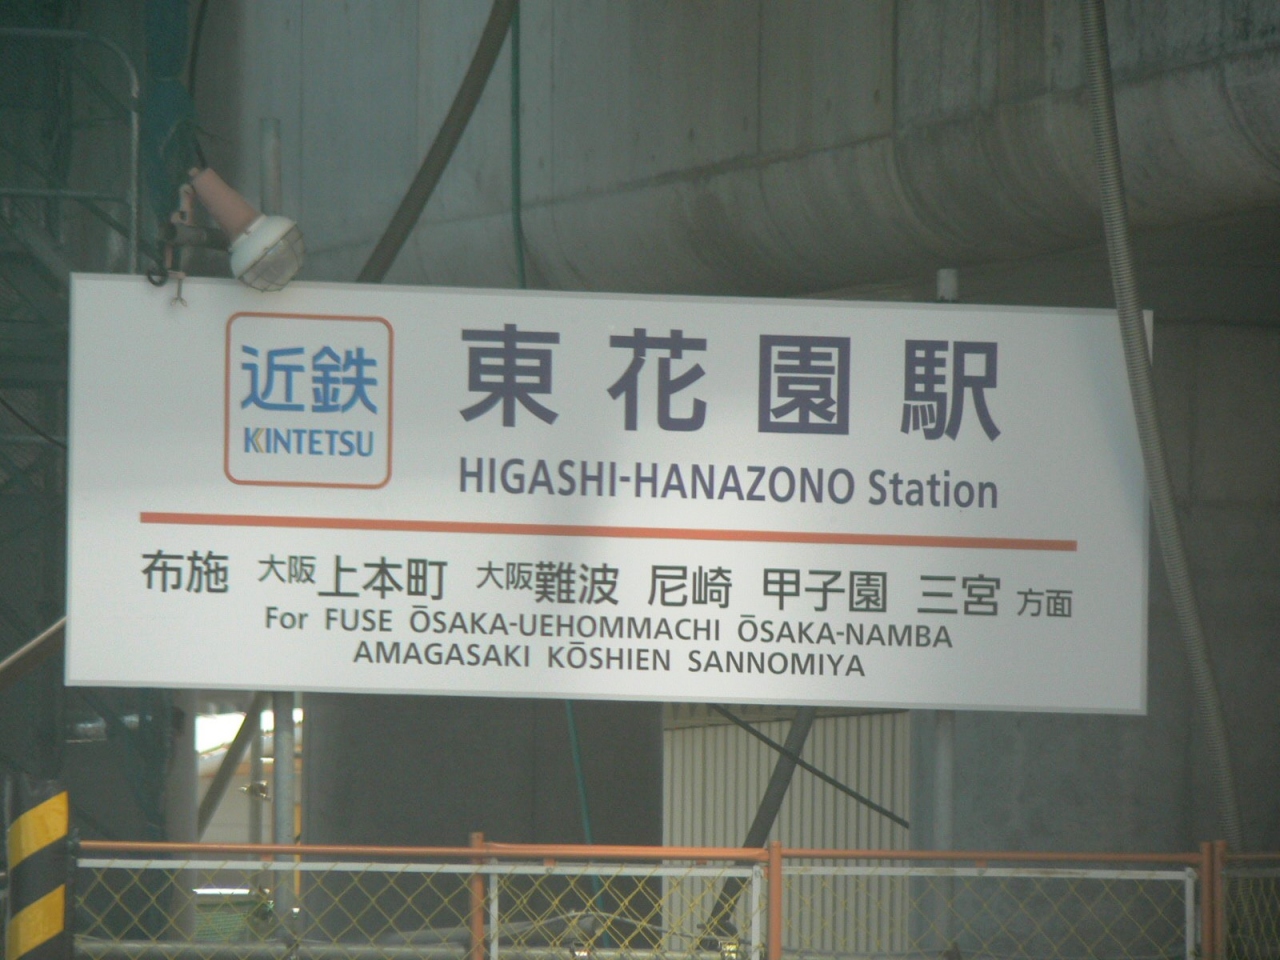 近鉄
KINTETSU
東花園駅
HIGASHI-HANAZONO Station
布施 大阪上本町 大阪難波 尼崎 甲子園 三宮 方面
For FUSE ŌSAKA-UEHOMMACHI ŌSAKA-NAMBA
AMAGASAKI KŌSHIEN SANNOMIYA